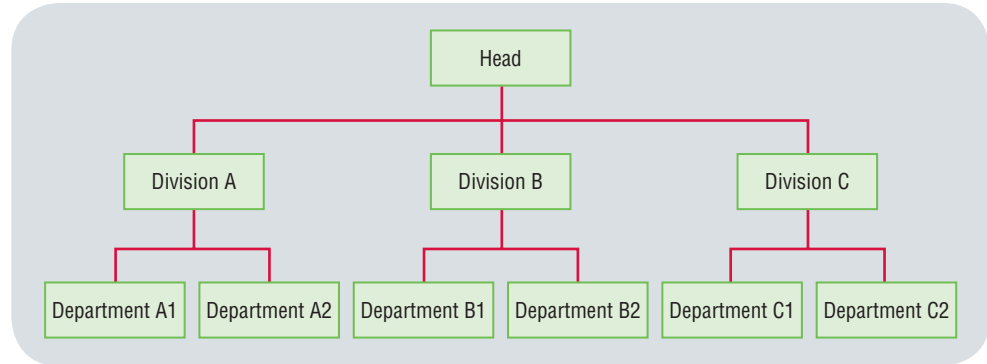 Head
Division A
Division B
Division C
Department A1
Department A2
Department B1
Department B2
Department C1
Department C2